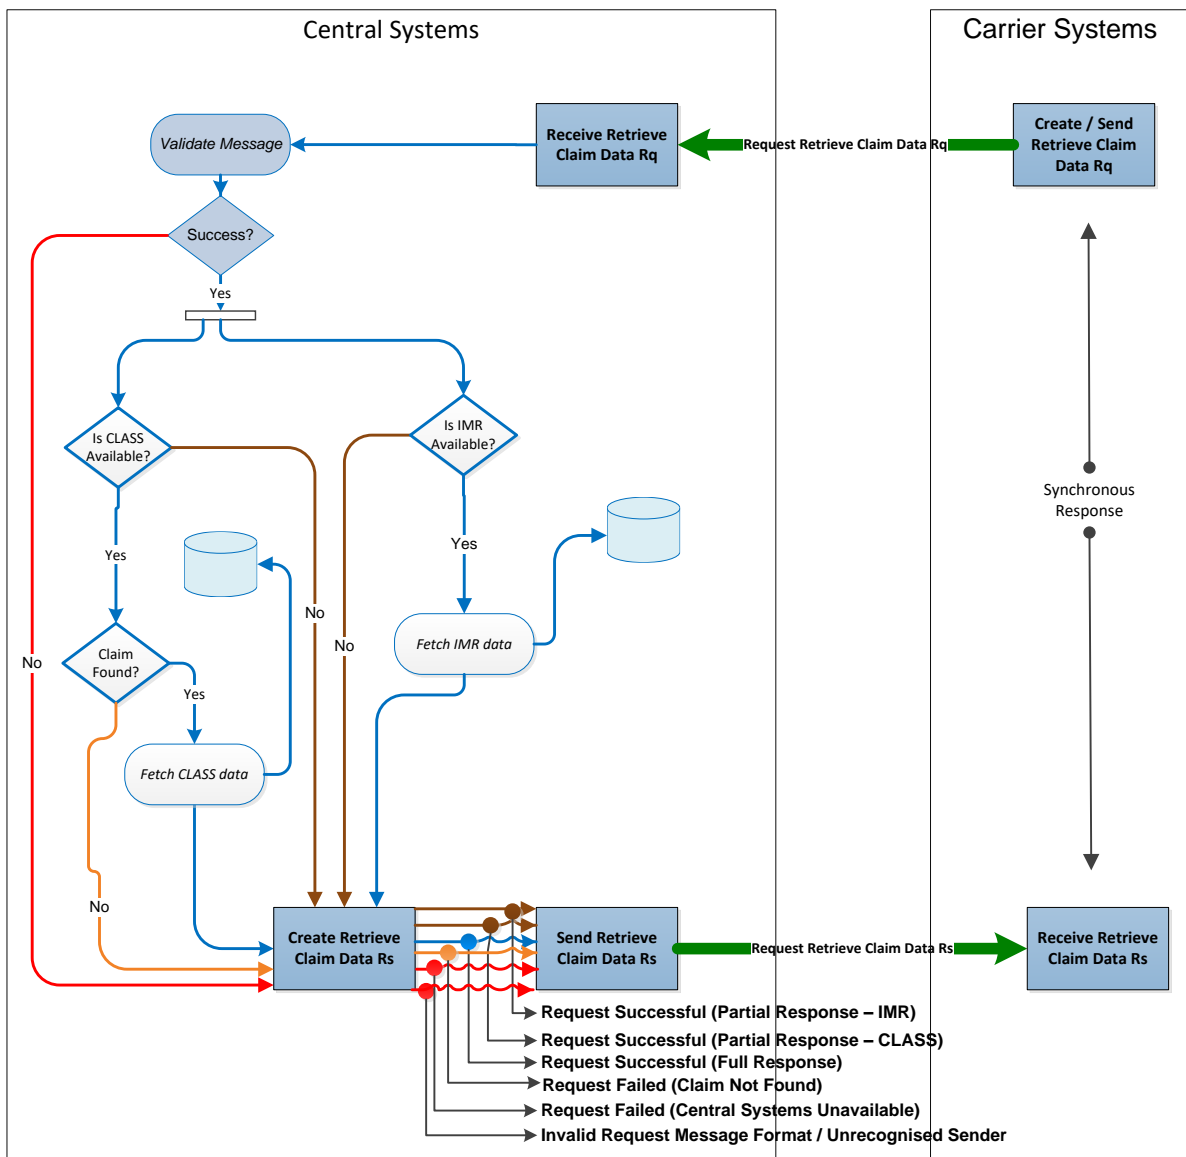 Central Systems
Carrier Systems
Validate Message
Receive Retrieve
Claim Data Rq
Request Retrieve Claim Data Rq
Create / Send
Retrieve Claim
Data Rq
Success?
Yes
Is CLASS
Available?
Is IMR
Available?
Synchronous
Response
Yes
Yes
No
No
Fetch IMR data
Claim
Found?
No
Yes
Fetch CLASS data
No
Create Retrieve
Claim Data Rs
Send Retrieve
Claim Data Rs
Request Retrieve Claim Data Rs
Receive Retrieve
Claim Data Rs
Request Successful (Partial Response – IMR)
Request Successful (Partial Response – CLASS)
Request Successful (Full Response)
Request Failed (Claim Not Found)
Request Failed (Central Systems Unavailable)
Invalid Request Message Format / Unrecognised Sender